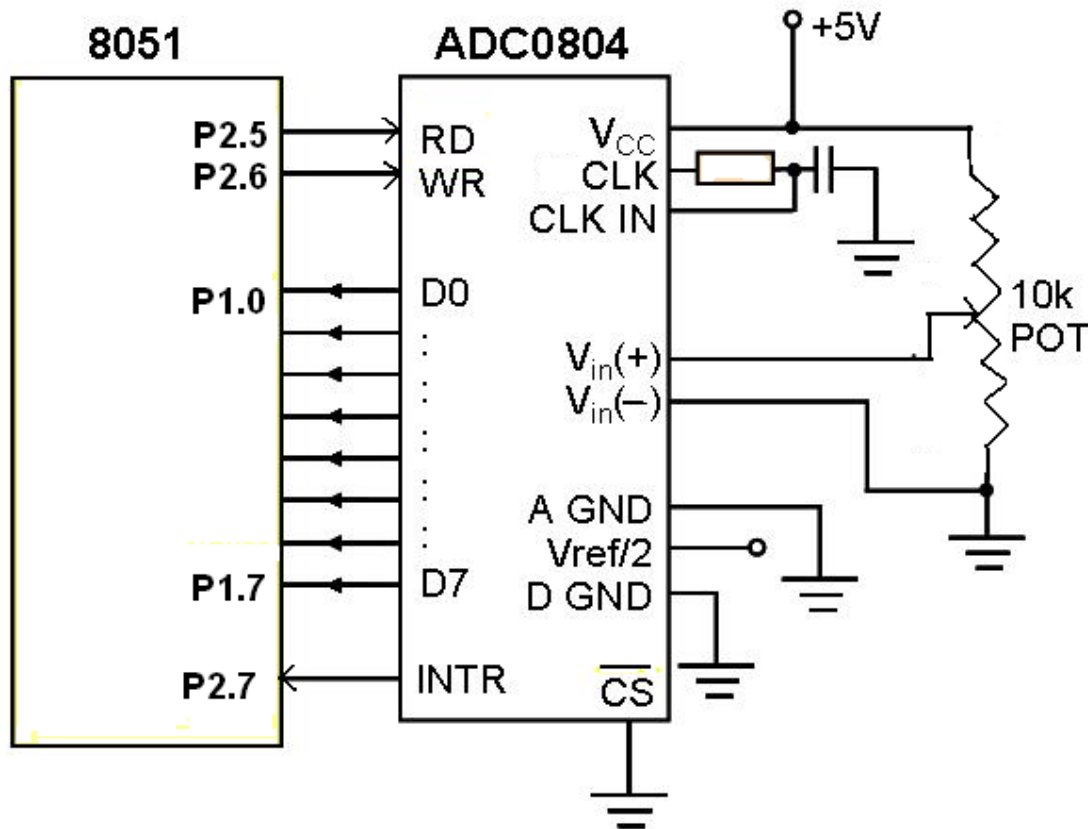 8051
ADC0804
+5V
P2.5
RD
VCC
P2.6
WR
CLK
CLK IN
P1.0
D0
10k
POT
Vin(+)
Vin(–)
A GND
Vref/2
P1.7
D7
D GND
P2.7
INTR
CS